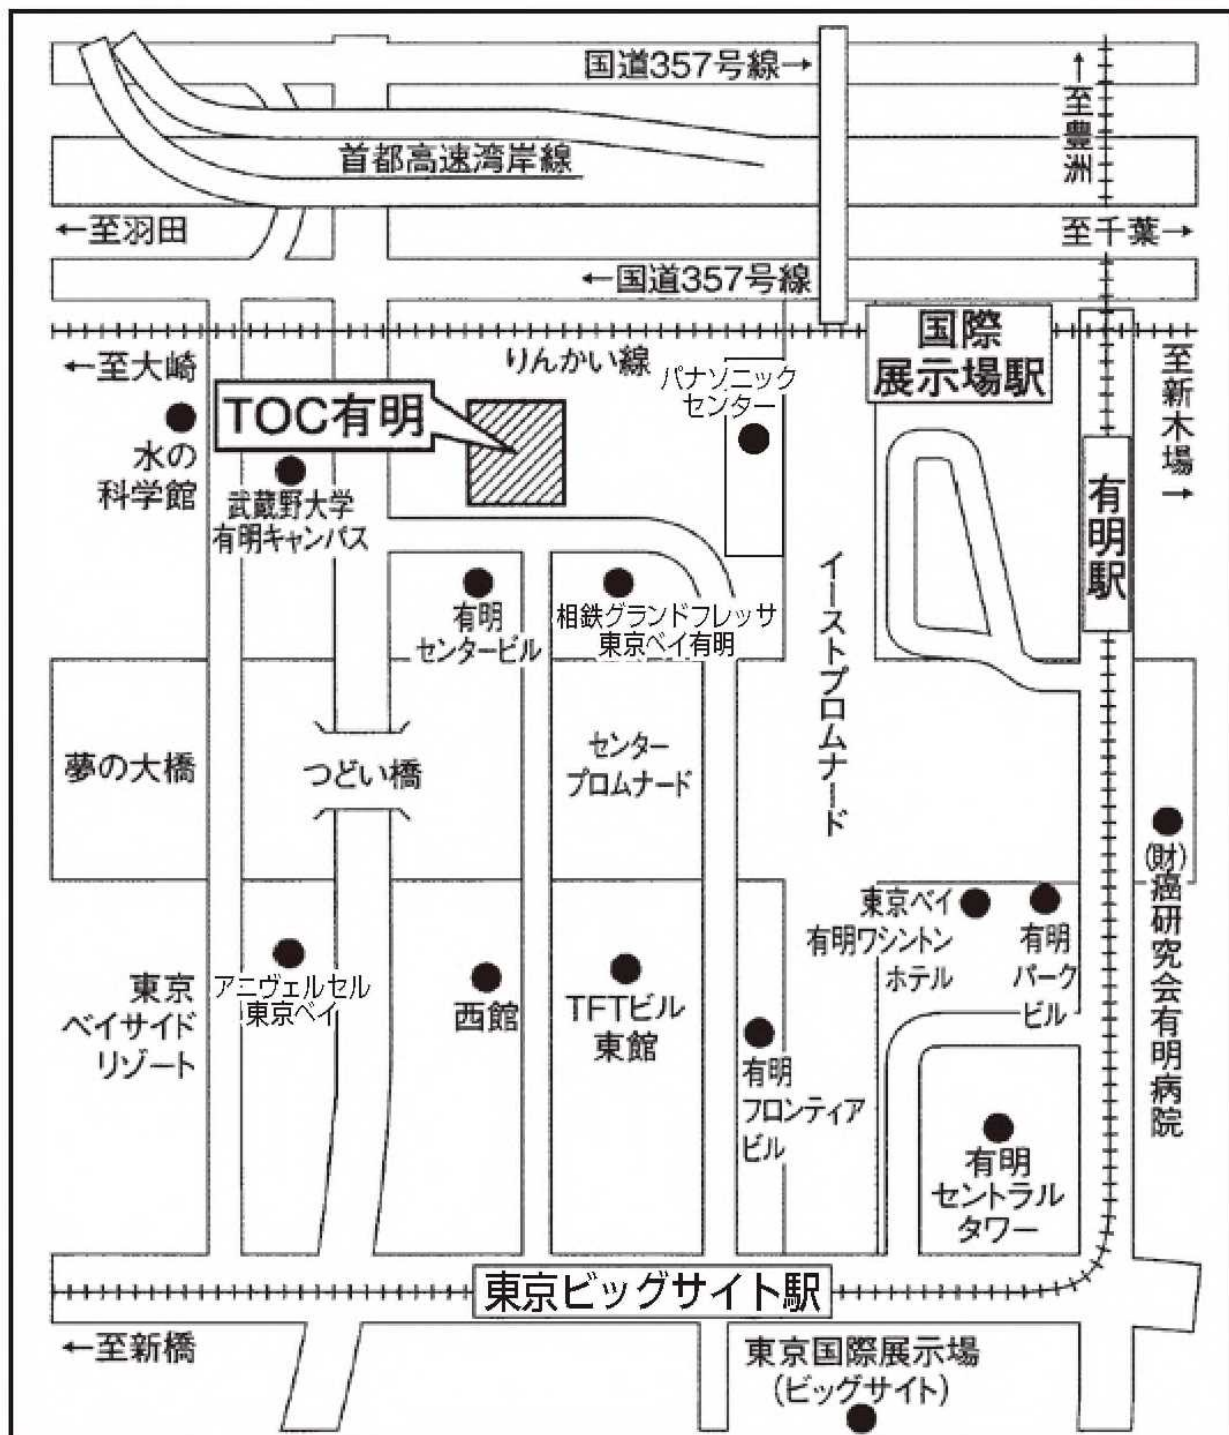 国道357号線→
↑至豊洲
首都高速湾岸線
←至羽田
至千葉→
←国道357号線
りんかい線
←至大崎
国際
展示場駅
至新木場→
TOC有明
パナソニック
センター
水の
科学館
武蔵野大学
有明キャンパス
有明駅
有明
センタービル
相鉄グランドフレッサ
東京ベイ有明
イーストプロムナード
夢の大橋
つどい橋
センター
プロムナード
(財)癌研究会有明病院
東京ベイ
有明ワシントン
ホテル
有明
パーク
ビル
東京
ベイサイド
リゾート
アニヴェルセル
東京ベイ
西館
TFTビル
東館
有明
フロンティア
ビル
有明
セントラル
タワー
東京ビッグサイト駅
←至新橋
東京国際展示場
(ビッグサイト)